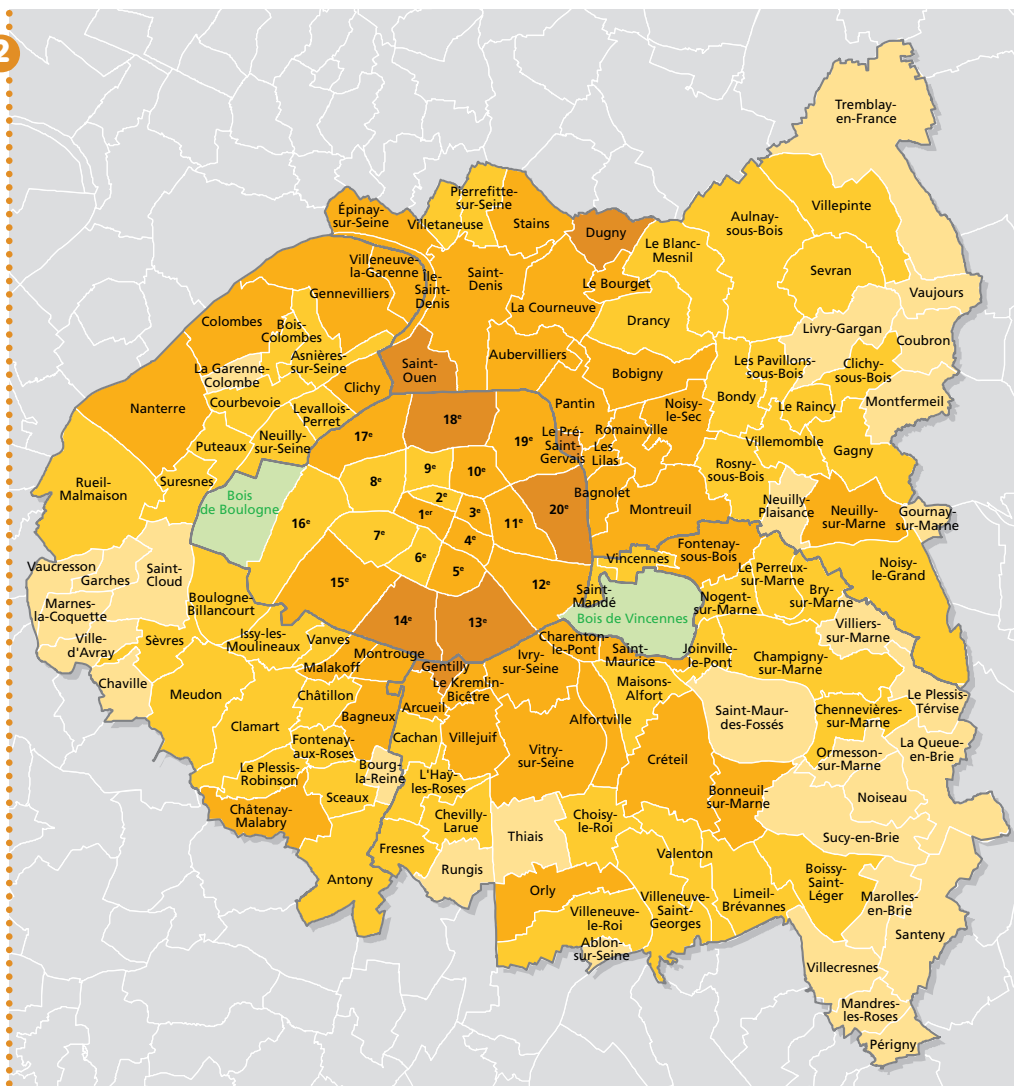 2
Tremblay-
en-France
Pierrefitte-
sur-Seine
Épinay-
sur-Seine
Villetaneuse
Stains
Dugny
Aulnay-
sous-Bois
Villepinte
Le Blanc-
Mesnil
Sevran
Villeneuve-
la-Garenne
Île-
Saint-
Denis
Saint-
Denis
Le Bourget
Gennevilliers
La Courneuve
Vaujours
Drancy
Colombes
Bois-
Colombes
Livry-Gargan
Coubron
Asnières-
sur-Seine
Saint-
Ouen
Aubervilliers
Les Pavillons-
sous-Bois
Clichy-
sous-Bois
La Garenne-
Colombe
Clichy
Bobigny
Nanterre
Courbevoie
Levallois-
Perret
Pantin
Noisy-
le-Sec
Bondy
Le Raincy
Montfermeil
18e
17e
19e
Le Pré-
Saint-
Gervais
Romainville
Les
Lilas
Puteaux
Neuilly-
sur-Seine
Villemomble
Gagny
9e
10e
8e
Rosny-
sous-Bois
Rueil-
Malmaison
Suresnes
Bois
de Boulogne
2e
Bagnolet
Neuilly-
Plaisance
Neuilly-
sur-Marne
Gournay-
sur-Marne
16e
1er
3e
11e
20e
Montreuil
7e
4e
Fontenay-
sous-Bois
6e
Vincennes
Vaucresson
Garches
Saint-
Cloud
5e
15e
12e
Le Perreux-
sur-Marne
Noisy-
le-Grand
Marnes-
la-Coquette
Boulogne-
Billancourt
Saint-
Mandé
Bois de Vincennes
Nogent-
sur-Marne
Bry-
sur-Marne
14e
13e
Villiers-
sur-Marne
Ville-
d'Avray
Sèvres
Issy-les-
Moulineaux
Vanves
Malakoff
Montrouge
Gentilly
Charenton-
le-Pont
Saint-
Maurice
Joinville-
le-Pont
Champigny-
sur-Marne
Chaville
Le Kremlin-
Bicêtre
Ivry-
sur-Seine
Maisons-
Alfort
Meudon
Châtillon
Arcueil
Bagneux
Alfortville
Saint-Maur-
des-Fossés
Chennevières-
sur-Marne
Le Plessis-
Térvise
Clamart
Cachan
Villejuif
Fontenay-
aux-Roses
Vitry-
sur-Seine
Créteil
Ormesson-
sur-Marne
La Queue-
en-Brie
Le Plessis-
Robinson
Bourg-
la-Reine
L'Haÿ-
les-Roses
Bonneuil-
sur-Marne
Noiseau
Sceaux
Châtenay-
Malabry
Chevilly-
Larue
Thiais
Choisy-
le-Roi
Sucy-en-Brie
Fresnes
Valenton
Antony
Rungis
Boissy-
Saint-
Léger
Orly
Villeneuve-
Saint-
Georges
Limeil-
Brévannes
Marolles-
en-Brie
Villeneuve-
le-Roi
Santeny
Ablon-
sur-Seine
Villecresnes
Mandres-
les-Roses
Périgny